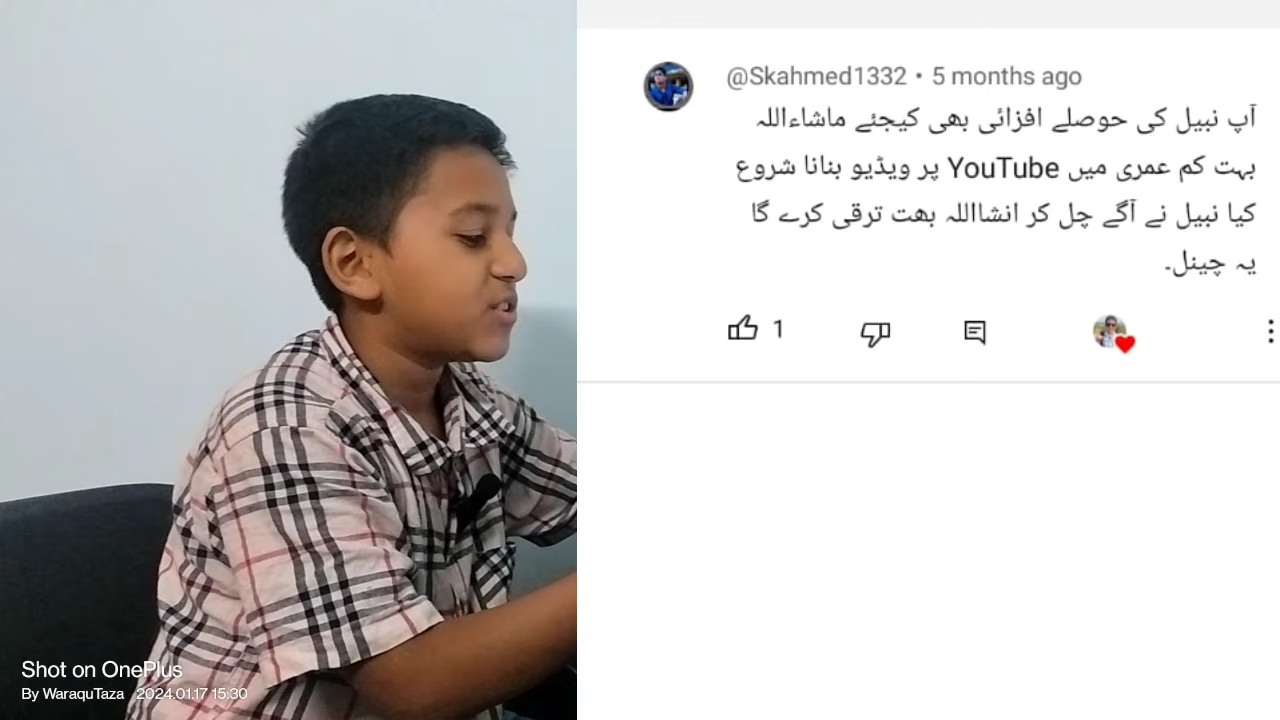 @Skahmed1332 • 5 months ago
آپ نبیل کی حوصلے افزائی بھی کیجئے ماشاءاللہ
بہت کم عمری میں YouTube پر ویڈیو بنانا شروع
کیا نبیل نے آگے چل کر انشااللہ بھت ترقی کرے گا
یہ چینل۔
1
Shot on OnePlus
By WaraquTaza 2024.01.17 15:30